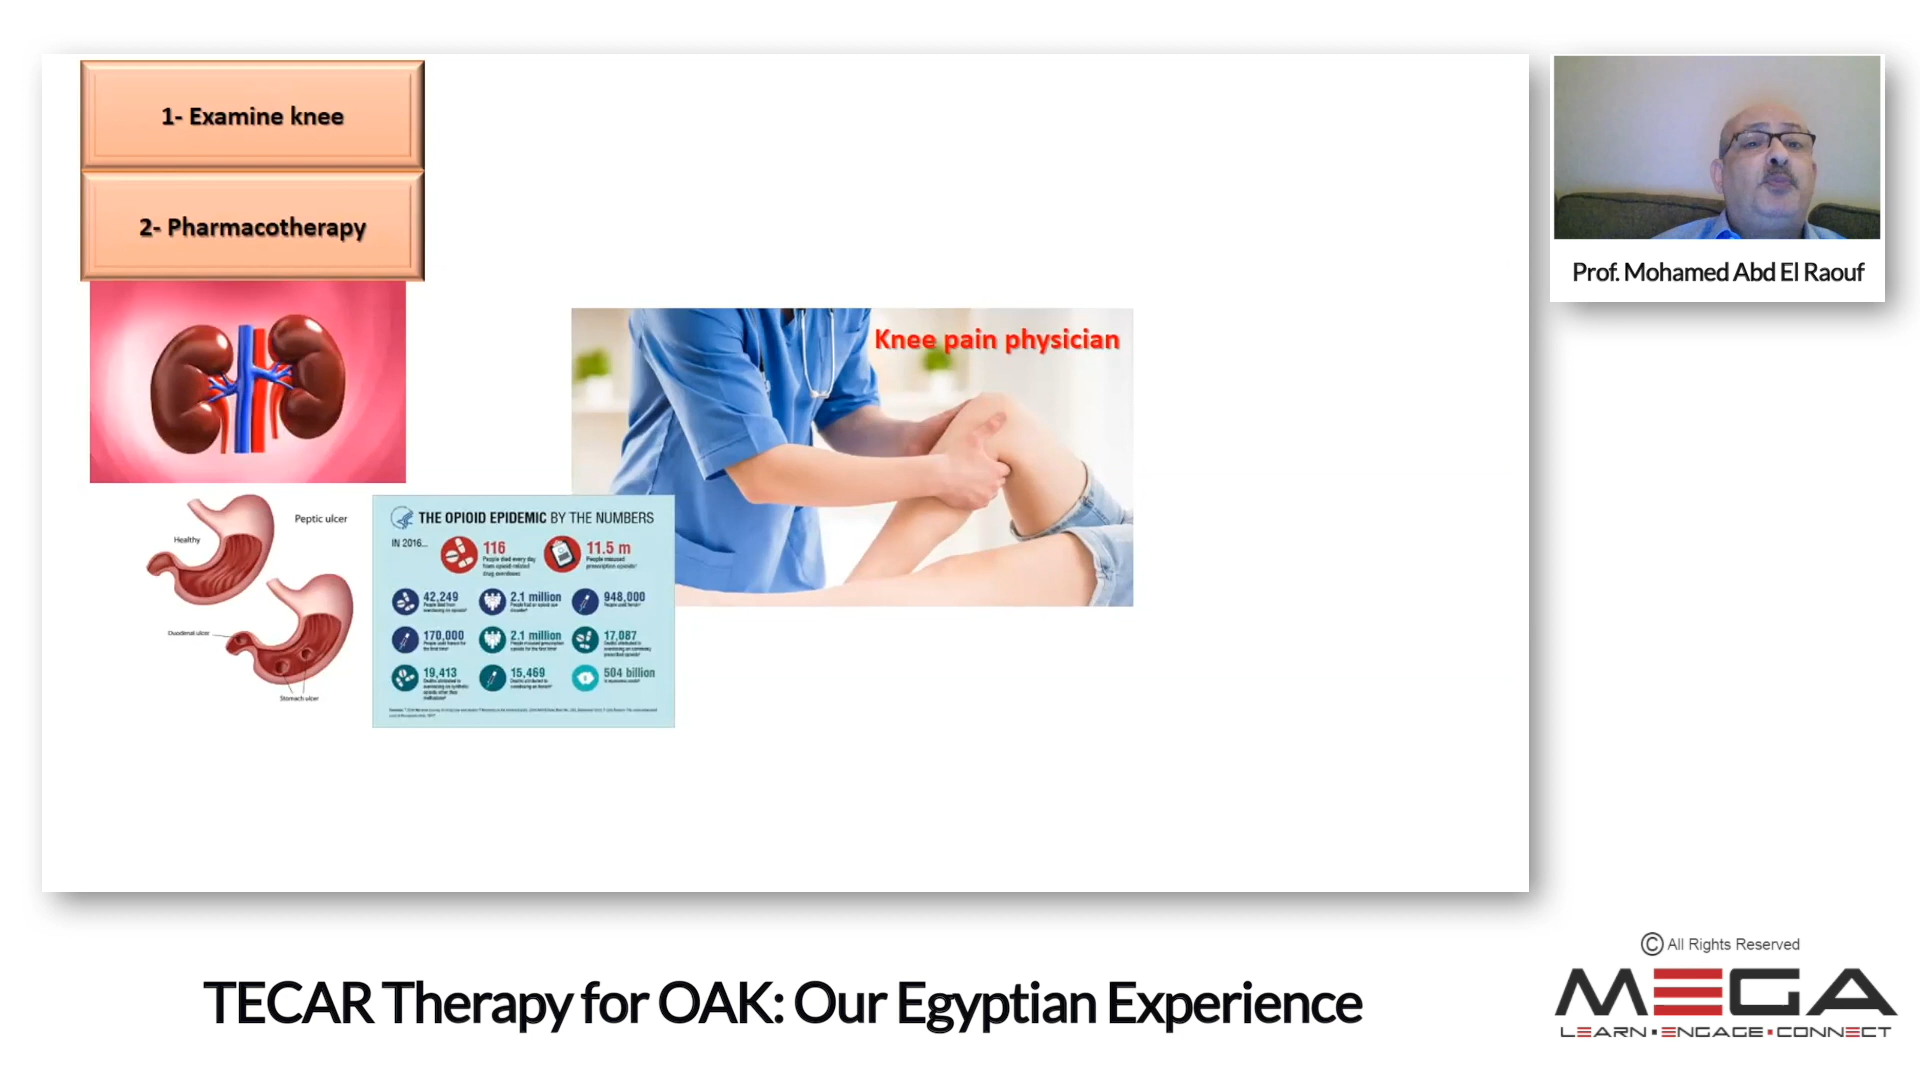 1- Examine knee
2- Pharmacotherapy
Knee pain physician
Peptic ulcer
Healthy
Duodenal ulcer
Stomach ulcer
THE OPIOID EPIDEMIC BY THE NUMBERS
IN 2016...
116
People died every day
from opioid-related
drug overdoses
11.5 m
People misused
prescription opioids
42,249
People died from
overdosing on opioids
2.1 million
People had an opioid use
disorder
948,000
People used heroin
170,000
People used heroin for
the first time
2.1 million
People misused prescription
opioids for the first time
17,087
Deaths attributed to
overdosing on commonly
prescribed opioids
19,413
Deaths attributed to
overdosing on synthetic
opioids other than
methadone
15,469
Deaths attributed to
overdosing on heroin
504 billion
In economic costs
Prof. Mohamed Abd El Raouf
TECAR Therapy for OAK: Our Egyptian Experience
© All Rights Reserved
MEGA
LEARN▪ENGAGE▪CONNECT